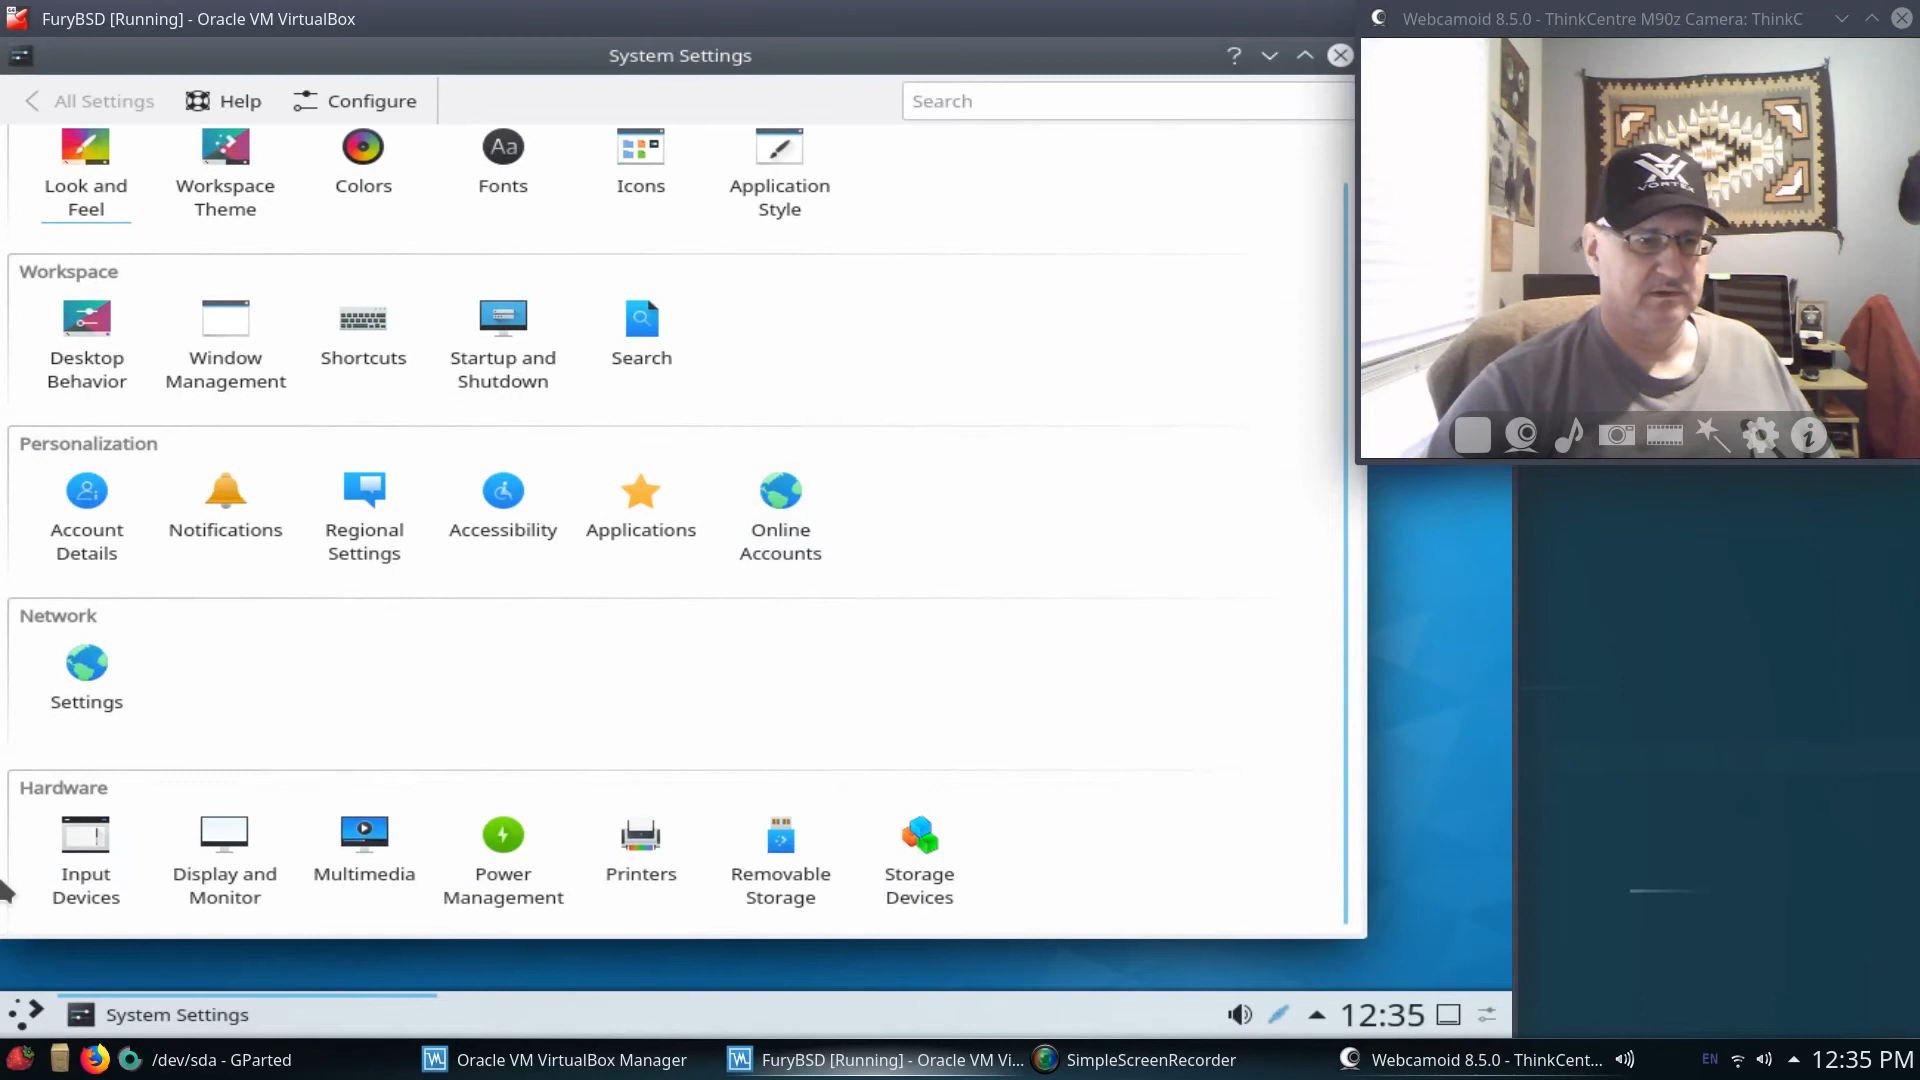 FuryBSD [Running] - Oracle VM VirtualBox
Webcamoid 8.5.0 - ThinkCentre M90z Camera: ThinkC
System Settings
All Settings
Help
Configure
Search
Look and
Feel
Workspace
Theme
Colors
Aa
Fonts
Icons
Application
Style
VORTEX
Workspace
Desktop
Behavior
Window
Management
Shortcuts
Startup and
Shutdown
Search
Personalization
Account
Details
Notifications
Regional
Settings
Accessibility
Applications
Online
Accounts
Network
Settings
Hardware
Input
Devices
Display and
Monitor
Multimedia
Power
Management
Printers
Removable
Storage
Storage
Devices
System Settings
12:35
/dev/sda - GParted
Oracle VM VirtualBox Manager
FuryBSD [Running] - Oracle VM Vi...
SimpleScreenRecorder
Webcamoid 8.5.0 - ThinkCent...
EN
12:35 PM